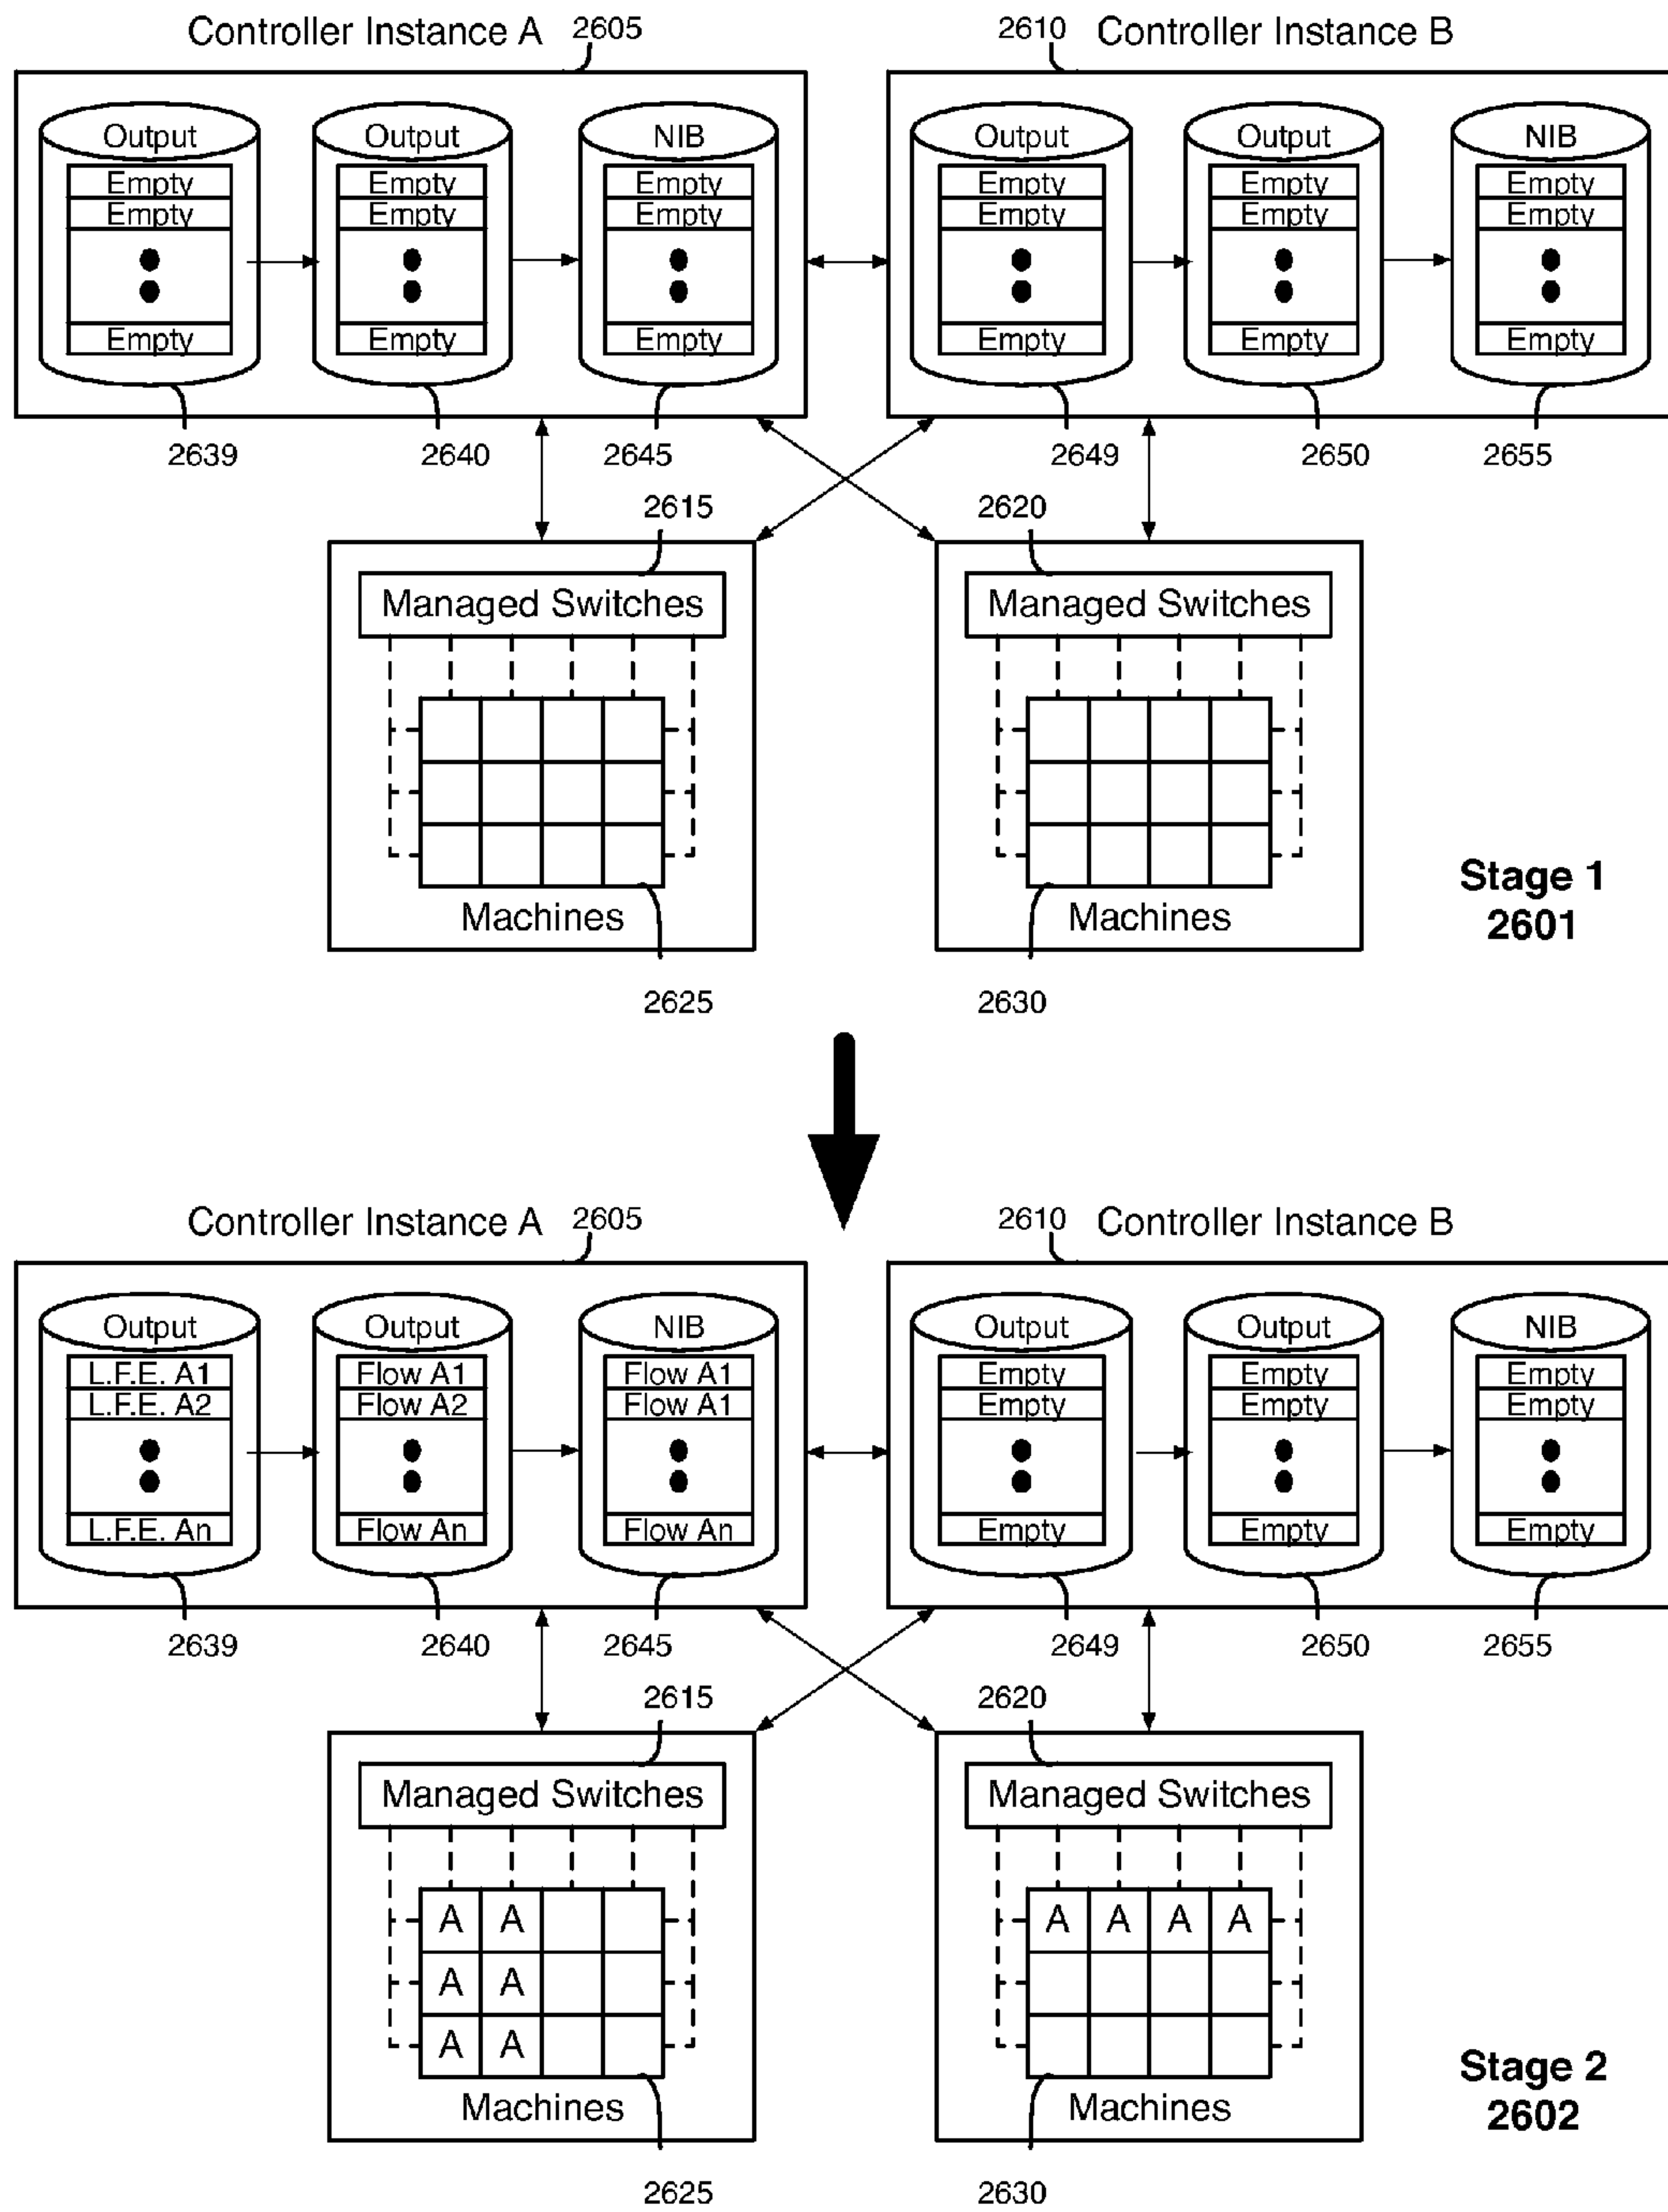 Controller Instance A 2605
2610 Controller Instance B
Output Output NIB Output Output NIB
Empty Empty Empty Empty Empty Empty
Empty Empty Empty Empty Empty Empty
Empty Empty Empty Empty Empty Empty
2639 2640 2645 2649 2650 2655
2615 2620
Managed Switches Managed Switches
Machines Machines
Stage 1
2601
2625 2630
Controller Instance A 2605
2610 Controller Instance B
Output Output NIB Output Output NIB
L.F.E. A1 Flow A1 Flow A1 Empty Empty Empty
L.F.E. A2 Flow A2 Flow A1 Empty Empty Empty
L.F.E. An Flow An Flow An Empty Empty Empty
2639 2640 2645 2649 2650 2655
2615 2620
Managed Switches Managed Switches
A A A A A A
A A
A A
Machines Machines
Stage 2
2602
2625 2630